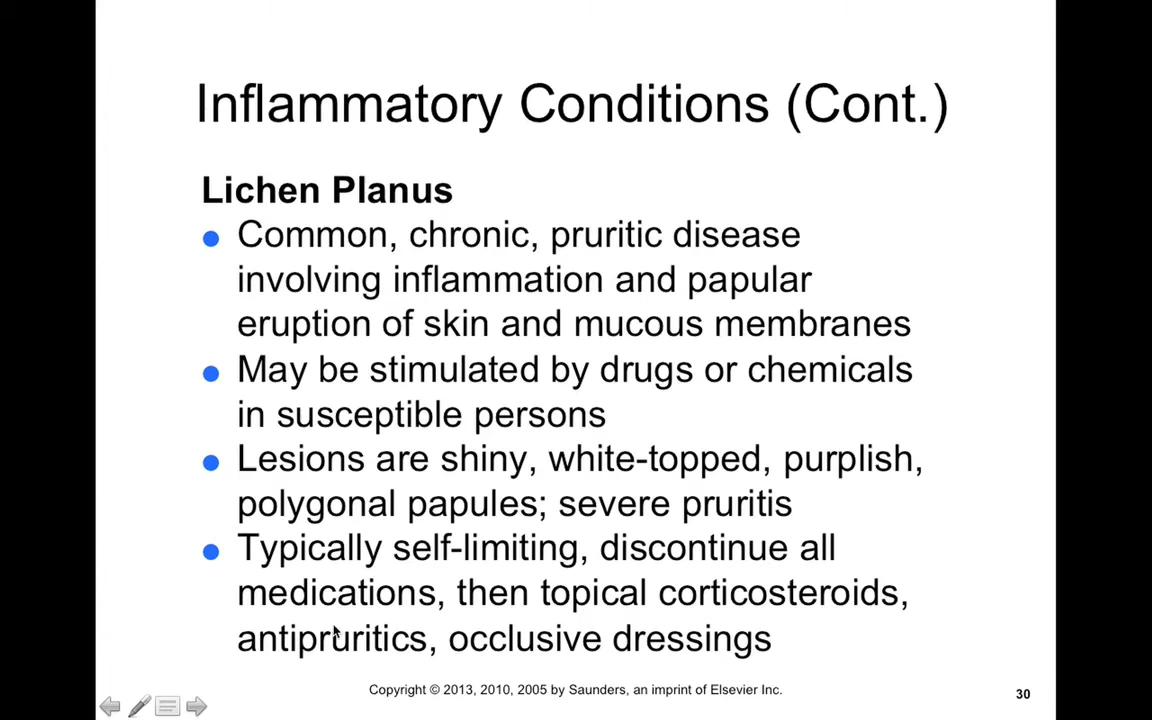 Inflammatory Conditions (Cont.)
Lichen Planus
● Common, chronic, pruritic disease
involving inflammation and papular
eruption of skin and mucous membranes
● May be stimulated by drugs or chemicals
in susceptible persons
● Lesions are shiny, white-topped, purplish,
polygonal papules; severe pruritis
● Typically self-limiting, discontinue all
medications, then topical corticosteroids,
antipruritics, occlusive dressings
Copyright © 2013, 2010, 2005 by Saunders, an imprint of Elsevier Inc.
30